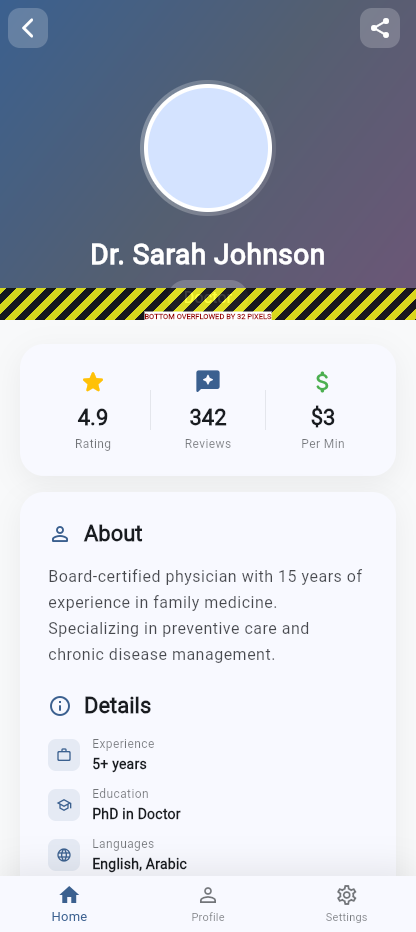 Dr. Sarah Johnson
BOTTOM OVERFLOWED BY 32 PIXELS
4.9
342
$3
Rating
Reviews
Per Min
About
Board-certified physician with 15 years of
experience in family medicine.
Specializing in preventive care and
chronic disease management.
Details
Experience
5+ years
Education
PhD in Doctor
Languages
English, Arabic
Home
Profile
Settings